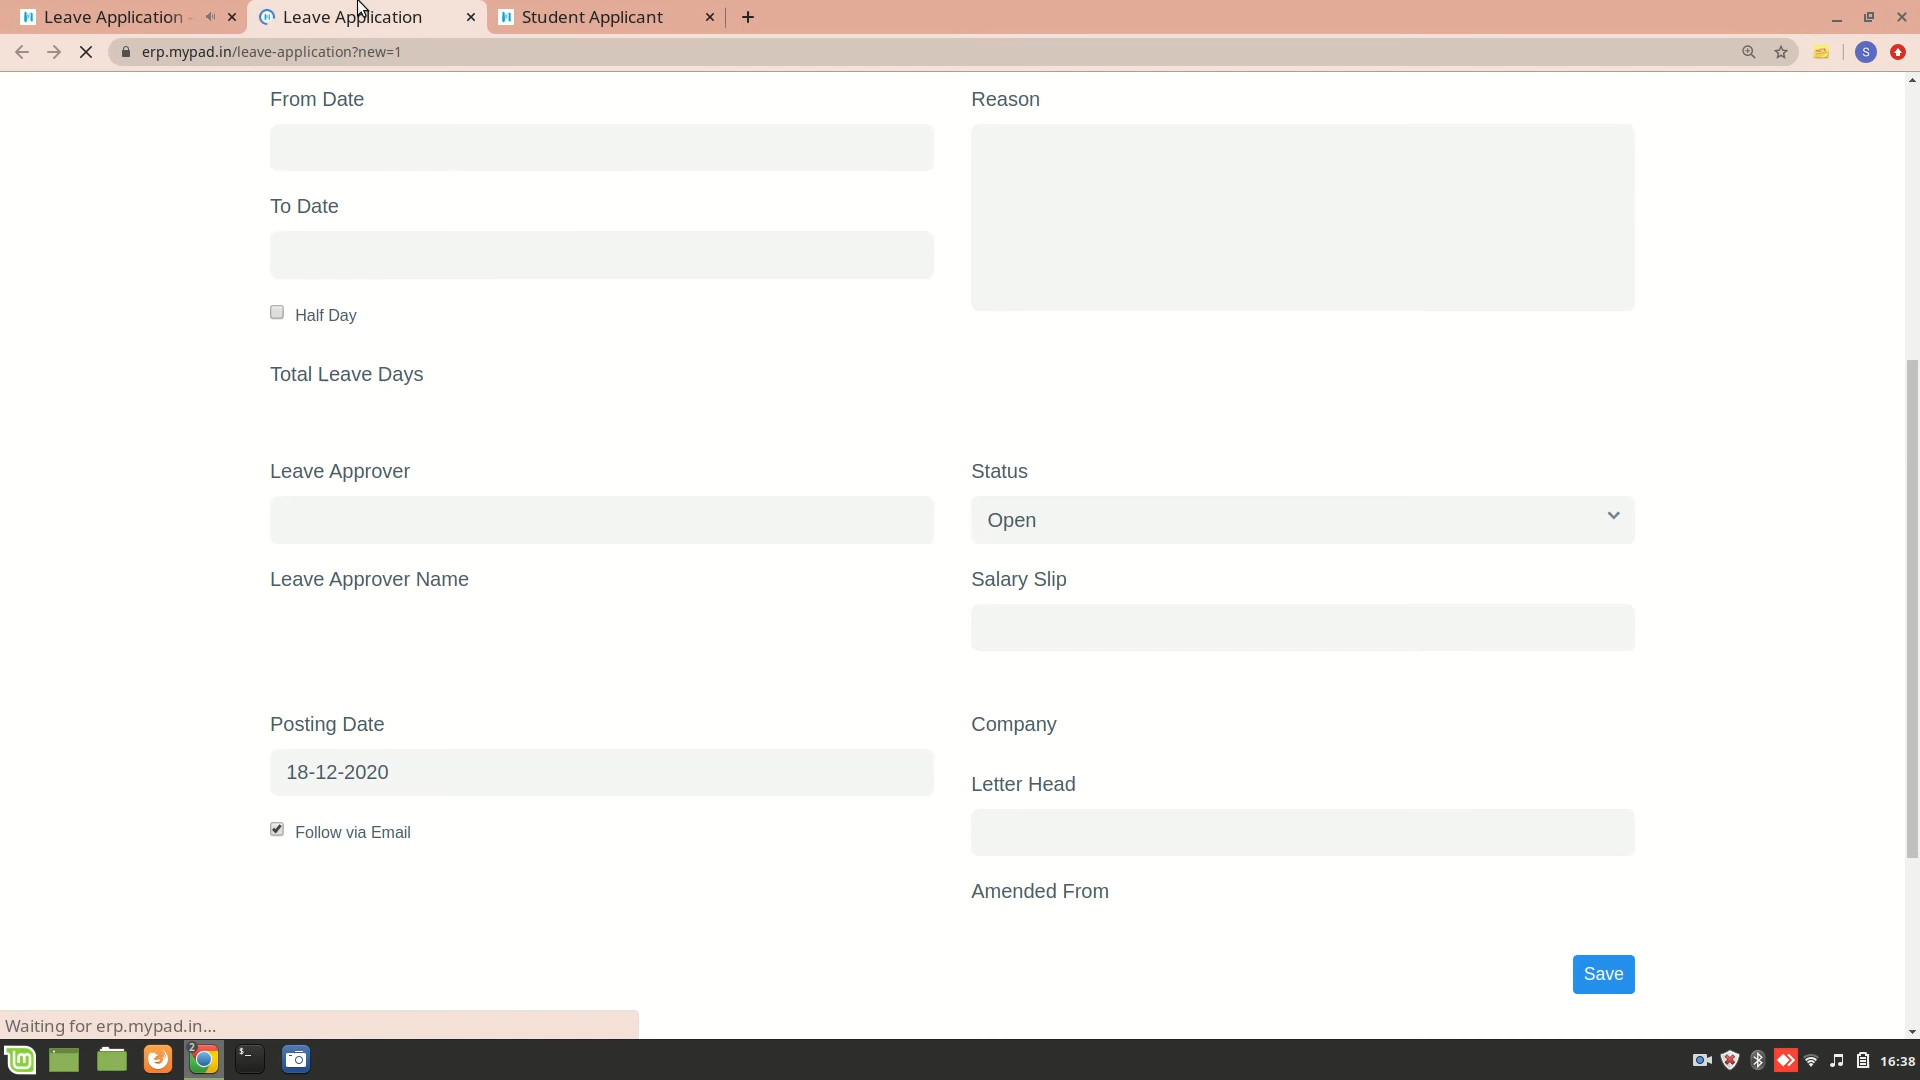 Leave Application -
Leave Application
Student Applicant
erp.mypad.in/leave-application?new=1
S
From Date
Reason
To Date
Half Day
Total Leave Days
Leave Approver
Status
Open
Leave Approver Name
Salary Slip
Posting Date
Company
18-12-2020
Letter Head
Follow via Email
Amended From
Save
Waiting for erp.mypad.in...
2
16:38